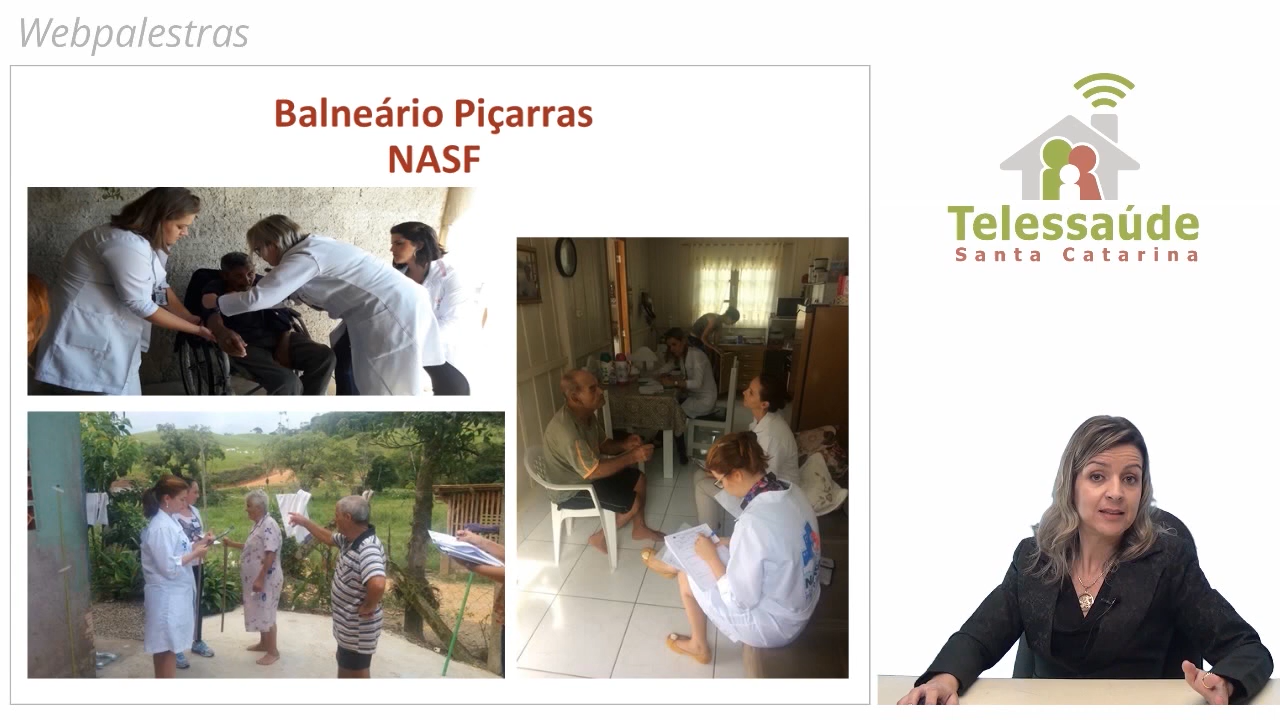 Webpalestras
Balneário Piçarras
NASF
Telessaúde
Santa Catarina